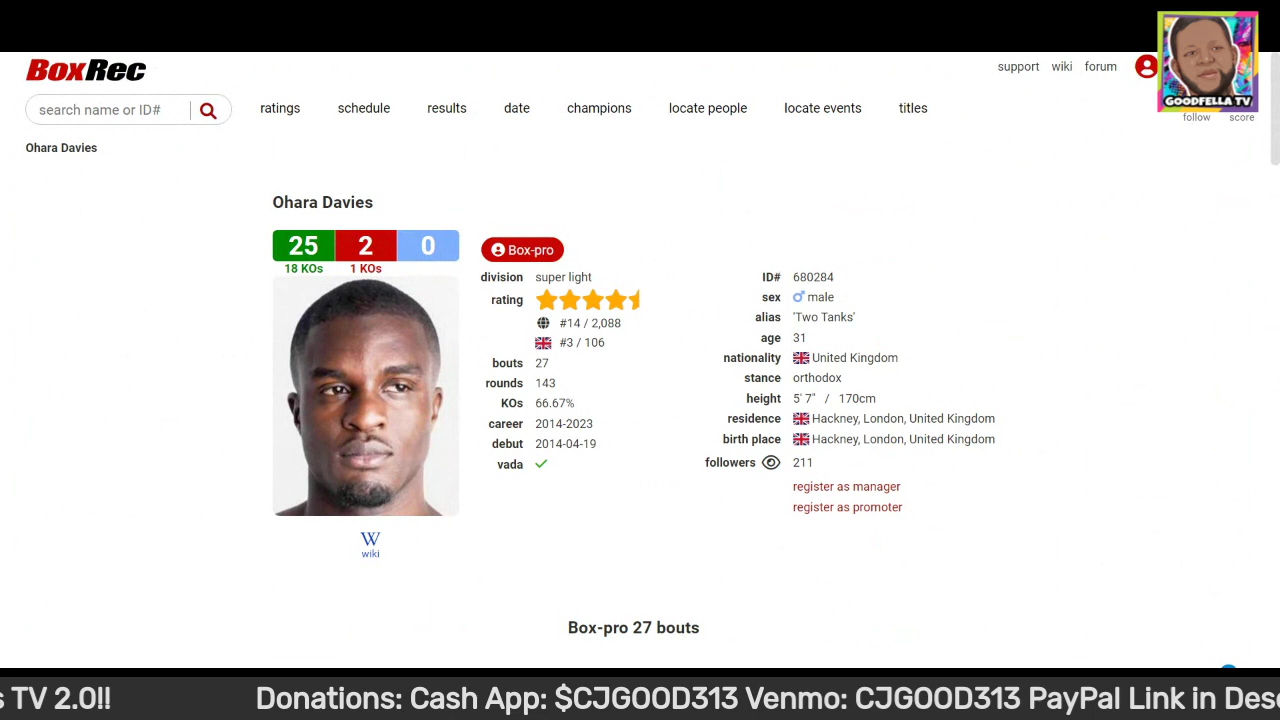 BoxRec
support wiki forum
search name or ID#
ratings schedule results date champions locate people locate events titles
GOODFELLA TV
follow score
Ohara Davies
Ohara Davies
25 2 0
18 KOs 1 KOs
Box-pro
division super light
rating
#14 / 2,088
#3 / 106
bouts 27
rounds 143
KOs 66.67%
career 2014-2023
debut 2014-04-19
vada
ID# 680284
sex male
alias 'Two Tanks'
age 31
nationality United Kingdom
stance orthodox
height 5' 7" / 170cm
residence Hackney, London, United Kingdom
birth place Hackney, London, United Kingdom
followers 211
register as manager
register as promoter
W
wiki
Box-pro 27 bouts
s TV 2.0!! Donations: Cash App: $CJGOOD313 Venmo: CJGOOD313 PayPal Link in Desc